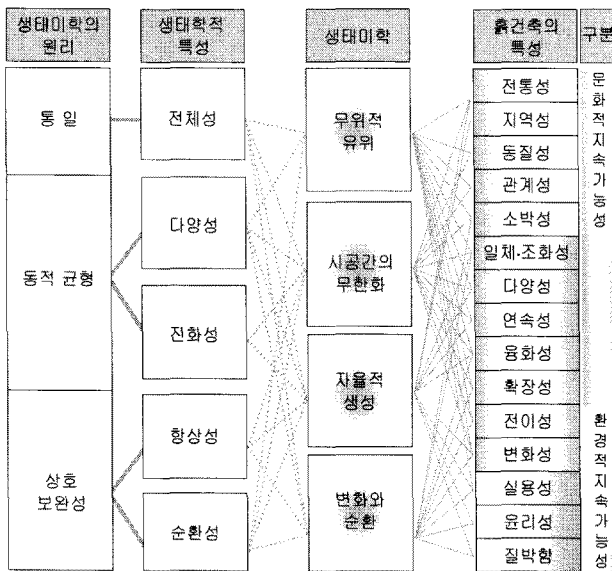 생태미학의
원리
생태학적
특성
생태미학
흙건축의
특성
구분
통 일
동적 균형
상호
보완성
전체성
다양성
진화성
항상성
순환성
무위적
유위
시공간의
무한화
자율적
생성
변화와
순환
전통성
지역성
동질성
관계성
소박성
일체.조화성
다양성
연속성
융화성
확장성
전이성
변화성
실용성
윤리성
질박함
문화적지속가능성
환경적지속가능성